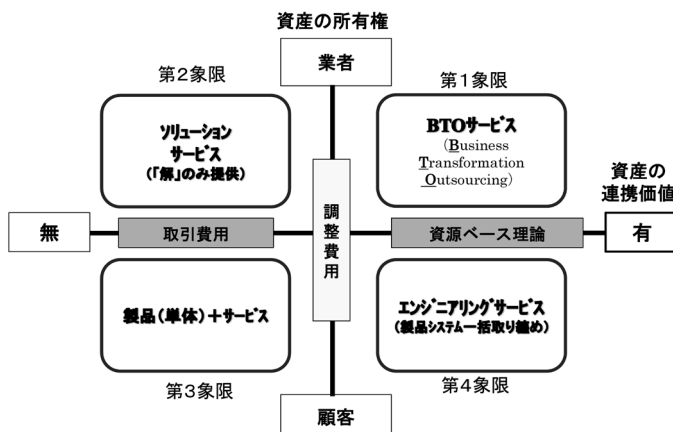 資産の所有権
業者
第2象限
第1象限
ソリューション
サービス
(「解」のみ提供)
BTOサービス
(Business
Transformation
Outsourcing)
資産の
連携価値
無
取引費用
調整費用
資源ベース理論
有
製品(単体)+サービス
エンジニアリングサービス
(製品システム一括取り纏め)
第3象限
第4象限
顧客